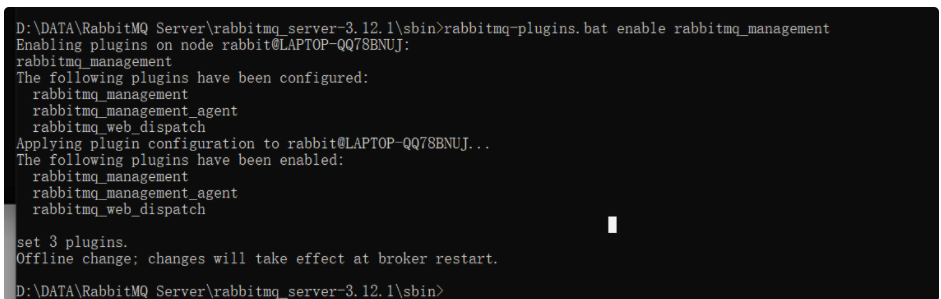 D:\DATA\RabbitMQ Server\rabbitmq_server-3.12.1\sbin>rabbitmq-plugins.bat enable rabbitmq_management
Enabling plugins on node rabbit@LAPTOP-QQ78BNUJ:
rabbitmq_management
The following plugins have been configured:
  rabbitmq_management
  rabbitmq_management_agent
  rabbitmq_web_dispatch
Applying plugin configuration to rabbit@LAPTOP-QQ78BNUJ...
The following plugins have been enabled:
  rabbitmq_management
  rabbitmq_management_agent
  rabbitmq_web_dispatch
set 3 plugins.
Offline change; changes will take effect at broker restart.
D:\DATA\RabbitMQ Server\rabbitmq_server-3.12.1\sbin>